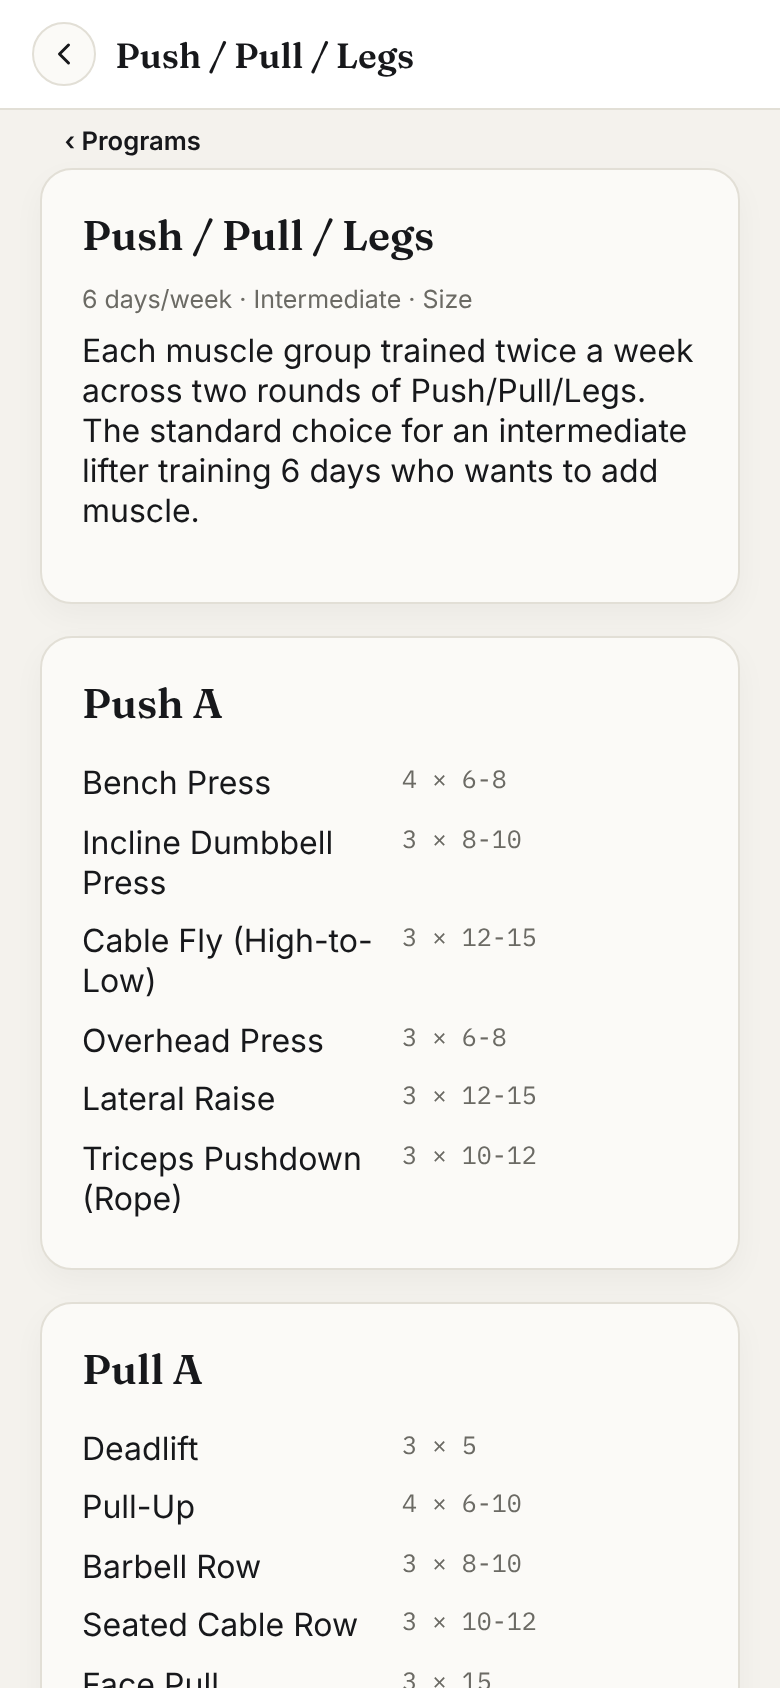 Push / Pull / Legs
‹ Programs
Push / Pull / Legs
6 days/week · Intermediate · Size
Each muscle group trained twice a week
across two rounds of Push/Pull/Legs.
The standard choice for an intermediate
lifter training 6 days who wants to add
muscle.
Push A
Bench Press 4 × 6-8
Incline Dumbbell 3 × 8-10
Press
Cable Fly (High-to- 3 × 12-15
Low)
Overhead Press 3 × 6-8
Lateral Raise 3 × 12-15
Triceps Pushdown 3 × 10-12
(Rope)
Pull A
Deadlift 3 × 5
Pull-Up 4 × 6-10
Barbell Row 3 × 8-10
Seated Cable Row 3 × 10-12
Face Pull 3 × 15